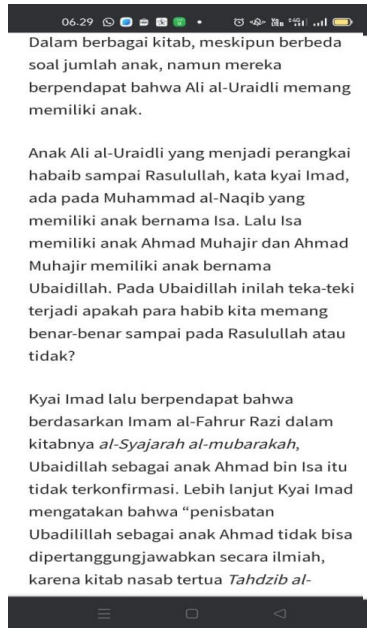 06.29
Dalam berbagai kitab, meskipun berbeda
soal jumlah anak, namun mereka
berpendapat bahwa Ali al-Uraidli memang
memiliki anak.
Anak Ali al-Uraidli yang menjadi perangkai
habaib sampai Rasulullah, kata kyai Imad,
ada pada Muhammad al-Naqib yang
memiliki anak bernama Isa. Lalu Isa
memiliki anak Ahmad Muhajir dan Ahmad
Muhajir memiliki anak bernama
Ubaidillah. Pada Ubaidillah inilah teka-teki
terjadi apakah para habib kita memang
benar-benar sampai pada Rasulullah atau
tidak?
Kyai Imad lalu berpendapat bahwa
berdasarkan Imam al-Fahrur Razi dalam
kitabnya al-Syajarah al-mubarakah,
Ubaidillah sebagai anak Ahmad bin Isa itu
tidak terkonfirmasi. Lebih lanjut Kyai Imad
mengatakan bahwa “penisbatan
Ubadilillah sebagai anak Ahmad tidak bisa
dipertanggungjawabkan secara ilmiah,
karena kitab nasab tertua Tahdzib al-